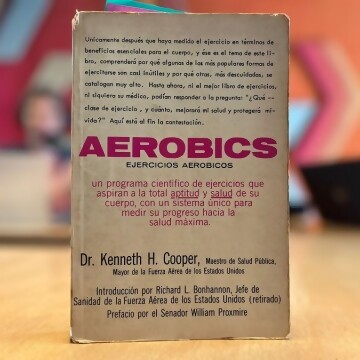 Unicamente después que haya medido el ejercicio en términos de
beneficios esenciales para el cuerpo, y ése es el tema de este li-
bro, comprenderá por qué algunas de las más populares formas de
ejercitarse son casi inútiles y por qué otras, más descuidadas, se
catalogan muy alto. Hasta ahora, ni el mejor libro de ejercicios,
ni siquiera su médico, podían responder a la pregunta: "¿Qué —
clase de ejercicio, y cuánto, mejorará mi salud y protegerá mi-
vida?" Aquí está al fin la contestación.
AEROBICS
EJERCICIOS AEROBICOS
un programa científico de ejercicios que
aspiran a la total aptitud y salud de su
cuerpo, con un sistema único para
medir su progreso hacia la
salud máxima.
Dr. Kenneth H. Cooper, Maestro de Salud Pública,
Mayor de la Fuerza Aérea de los Estados Unidos
Introducción por Richard L. Bonhannon, Jefe de
Sanidad de la Fuerza Aérea de los Estados Unidos (retirado)
Prefacio por el Senador William Proxmire